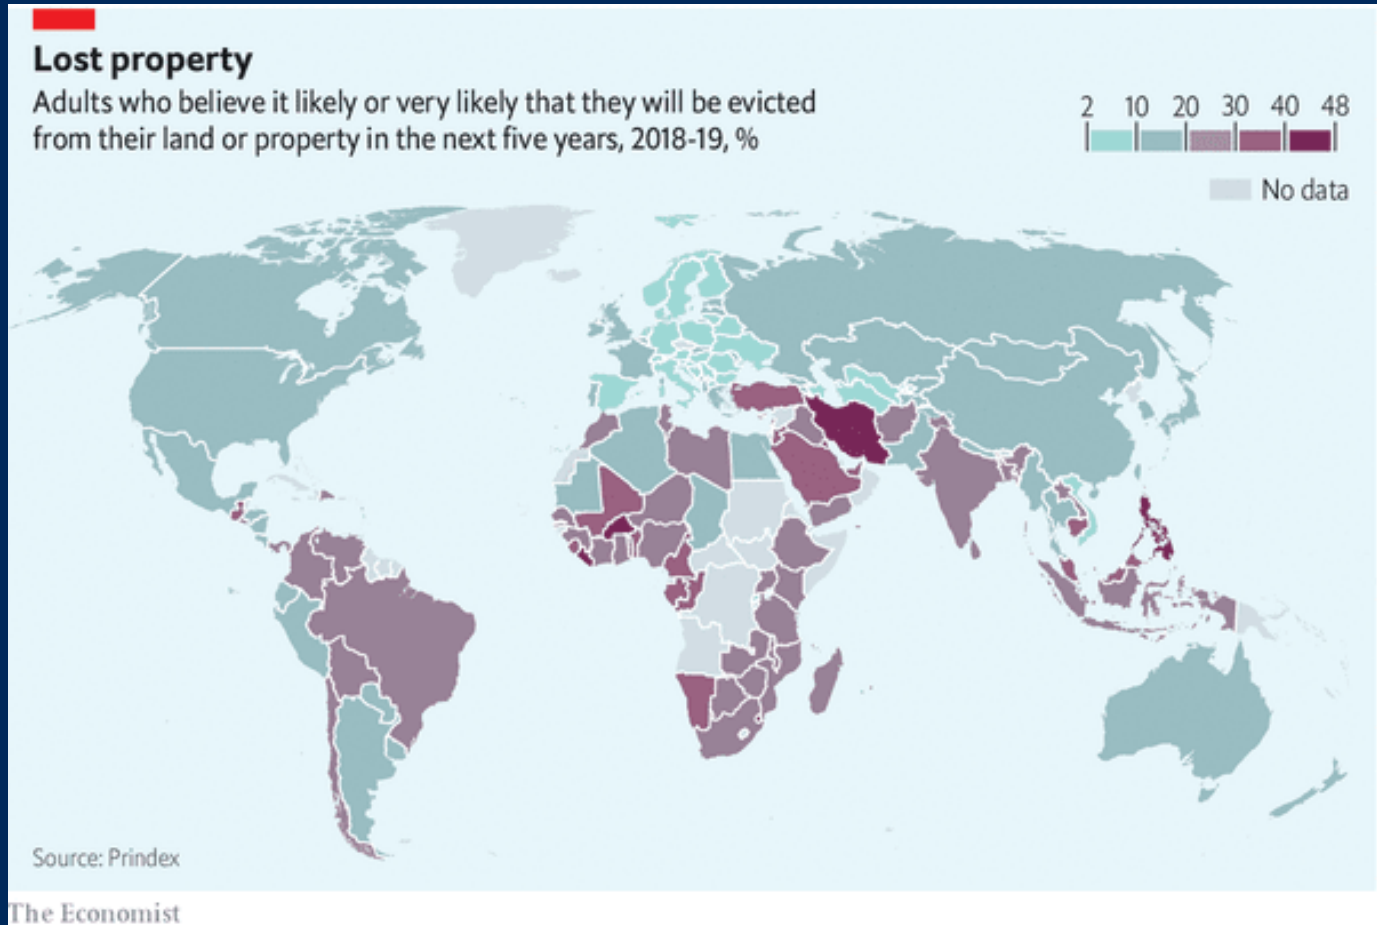 Lost property
Adults who believe it likely or very likely that they will be evicted
from their land or property in the next five years, 2018-19, %
2 10 20 30 40 48
No data
Source: Prindex
The Economist